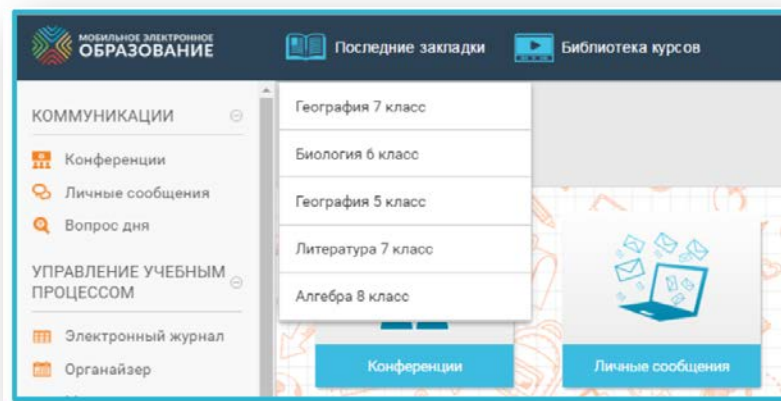 МОБИЛЬНОЕ ЭЛЕКТРОННОЕ
ОБРАЗОВАНИЕ
Последние закладки
Библиотека курсов
КОММУНИКАЦИИ
Конференции
Личные сообщения
Вопрос дня
УПРАВЛЕНИЕ УЧЕБНЫМ
ПРОЦЕССОМ
Электронный журнал
Органайзер
География 7 класс
Биология 6 класс
География 5 класс
Литература 7 класс
Алгебра 8 класс
Конференции
Личные сообщения